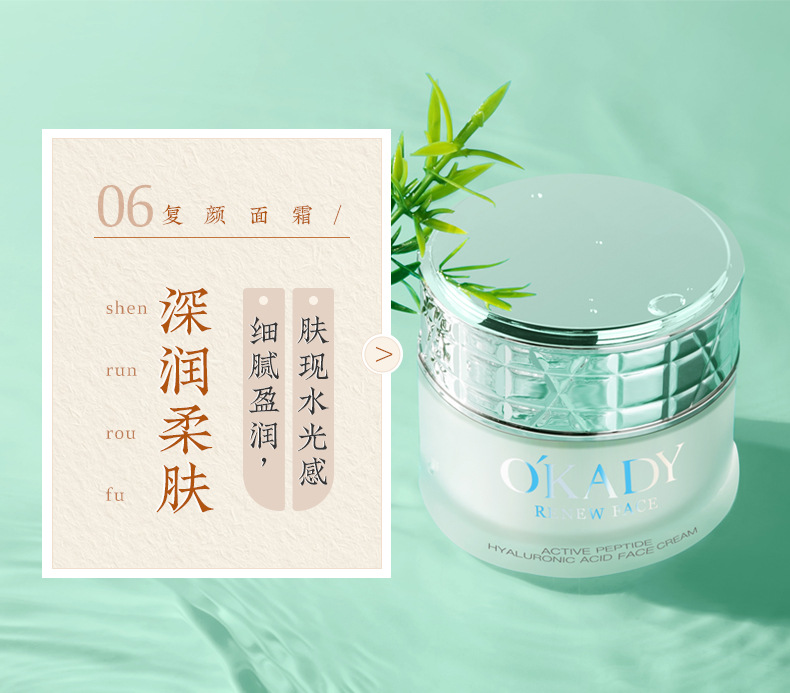 06 复颜面霜/
shen
run
rou
fu
深润柔肤
细腻盈润，
肤现水光感
>
O'KADY
RENEW FACE
ACTIVE PEPTIDE
HYALURONIC ACID FACE CREAM